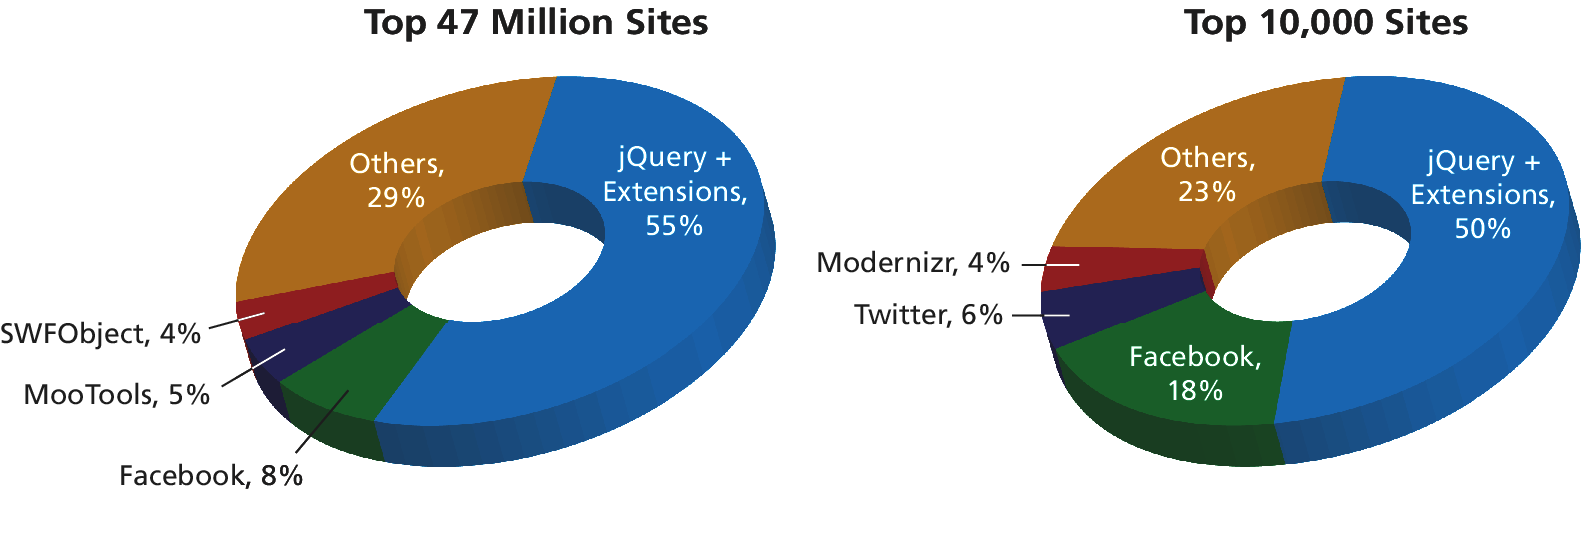 Top 47 Million Sites
Others,
29%
jQuery +
Extensions,
55%
SWFObject, 4%
MooTools, 5%
Facebook, 8%
Top 10,000 Sites
Others,
23%
jQuery +
Extensions,
50%
Modernizr, 4%
Twitter, 6%
Facebook,
18%